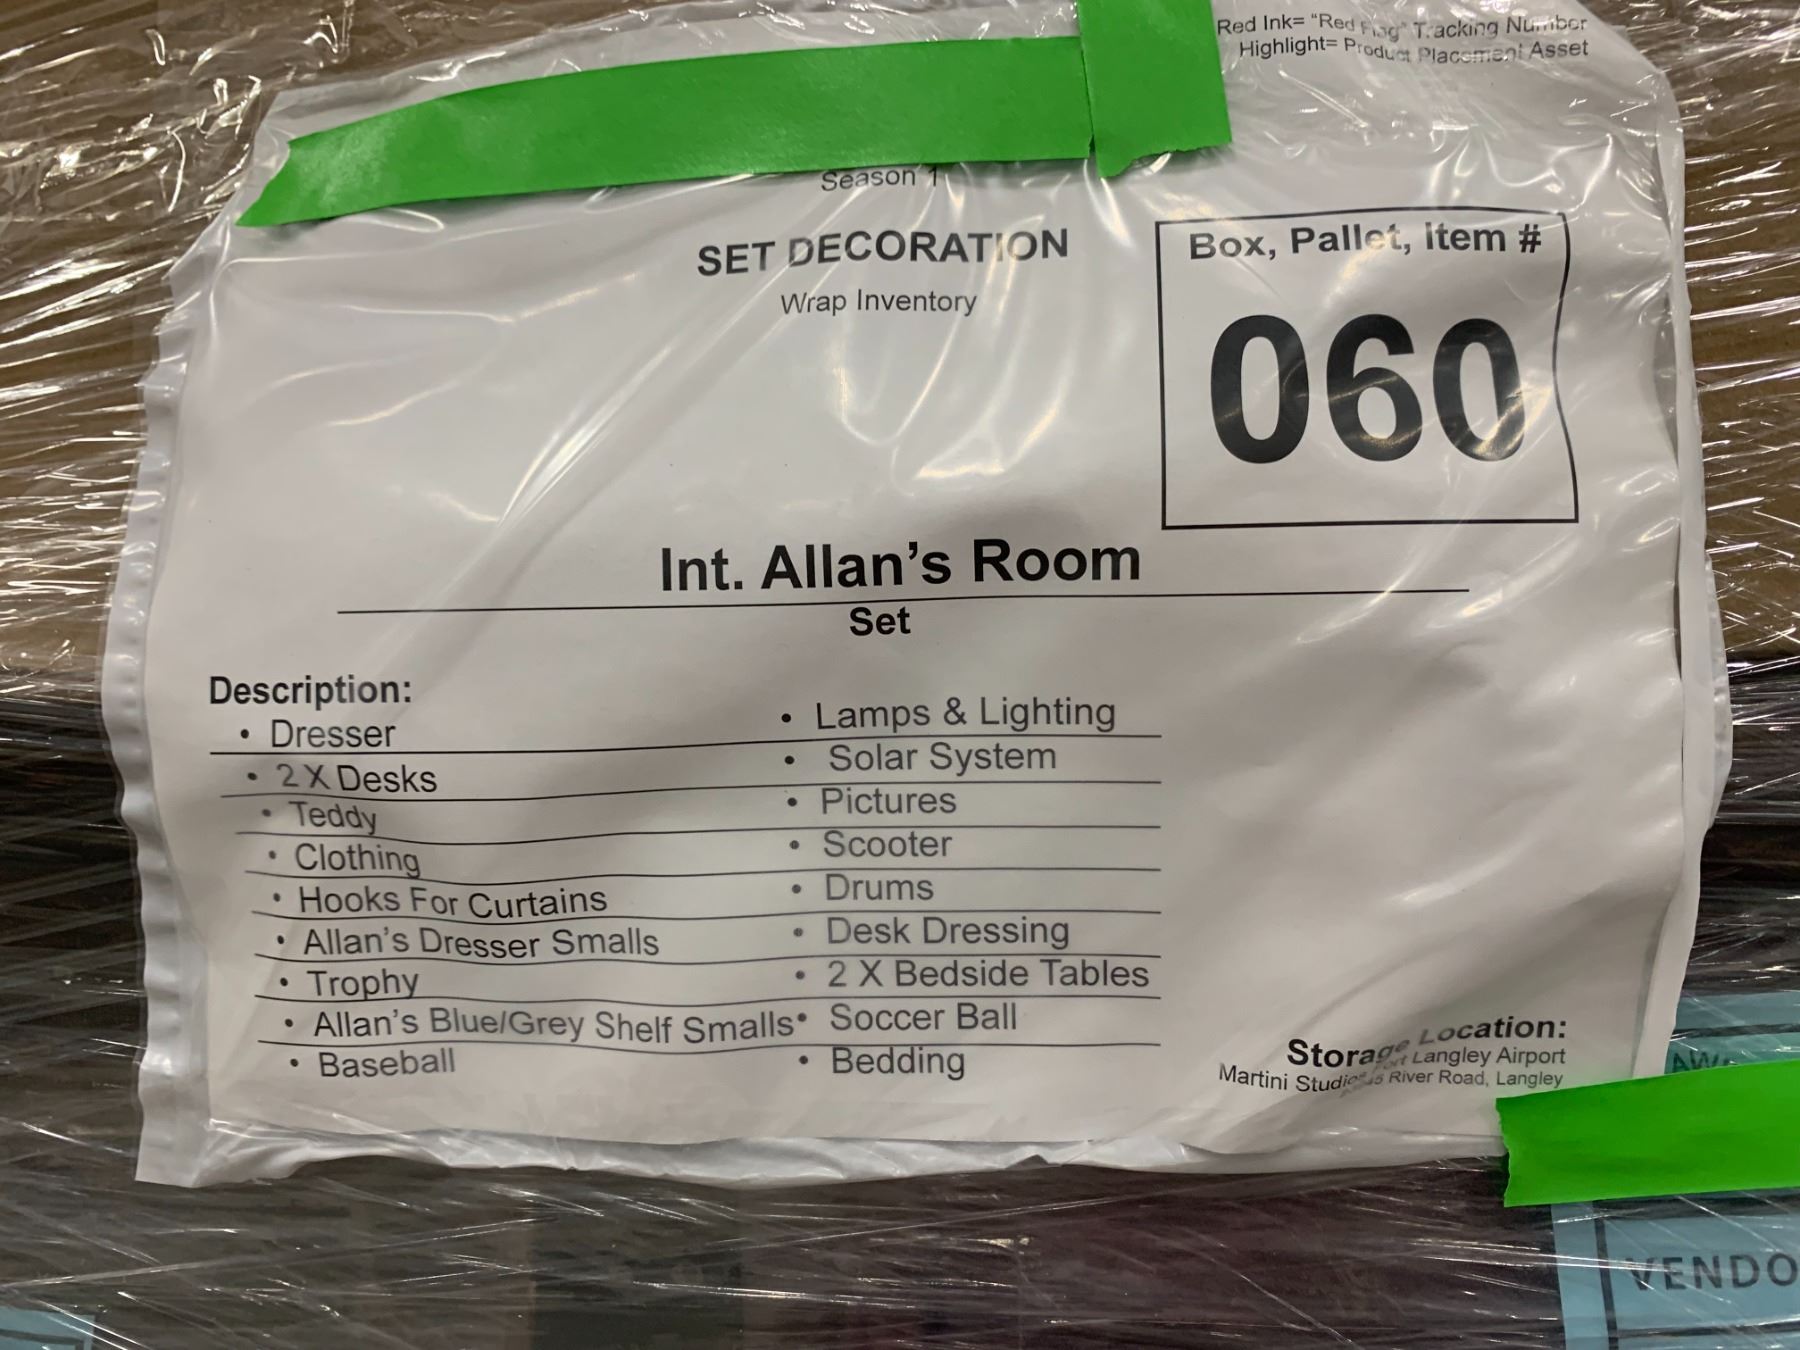 Red Ink= "Red Flag" Tracking Number
Highlight= Product Placement Asset
Season 1
SET DECORATION
Wrap Inventory
Box, Pallet, Item #
060
Int. Allan's Room
Set
Description:
• Dresser
• 2 X Desks
• Teddy
• Clothing
• Hooks For Curtains
• Allan's Dresser Smalls
• Trophy
• Allan's Blue/Grey Shelf Smalls
• Baseball
• Lamps & Lighting
• Solar System
• Pictures
• Scooter
• Drums
• Desk Dressing
• 2 X Bedside Tables
• Soccer Ball
• Bedding
Storage Location:
Langley Airport
Martini Studios River Road, Langley
VENDO